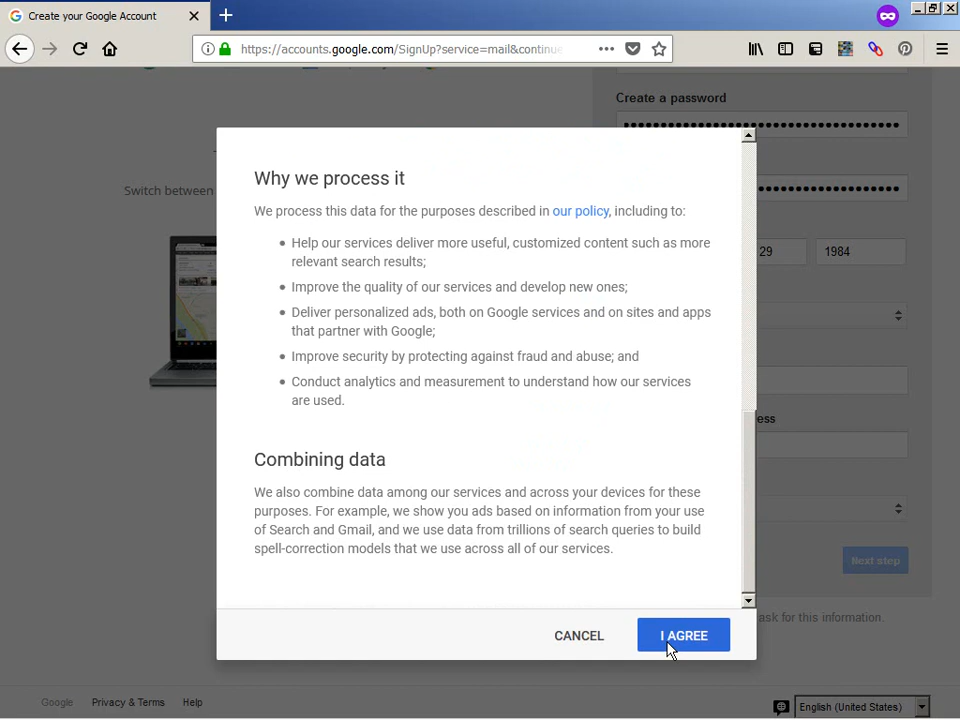 Create your Google Account
https://accounts.google.com/SignUp?service=mail&continue
Create a password
Switch between
29
1984
Why we process it
We process this data for the purposes described in our policy, including to:
• Help our services deliver more useful, customized content such as more
relevant search results;
• Improve the quality of our services and develop new ones;
• Deliver personalized ads, both on Google services and on sites and apps
that partner with Google;
• Improve security by protecting against fraud and abuse; and
• Conduct analytics and measurement to understand how our services
are used.
ess
Combining data
We also combine data among our services and across your devices for these
purposes. For example, we show you ads based on information from your use
of Search and Gmail, and we use data from trillions of search queries to build
spell-correction models that we use across all of our services.
Next step
ask for this information.
CANCEL
I AGREE
Google Privacy & Terms Help
English (United States)